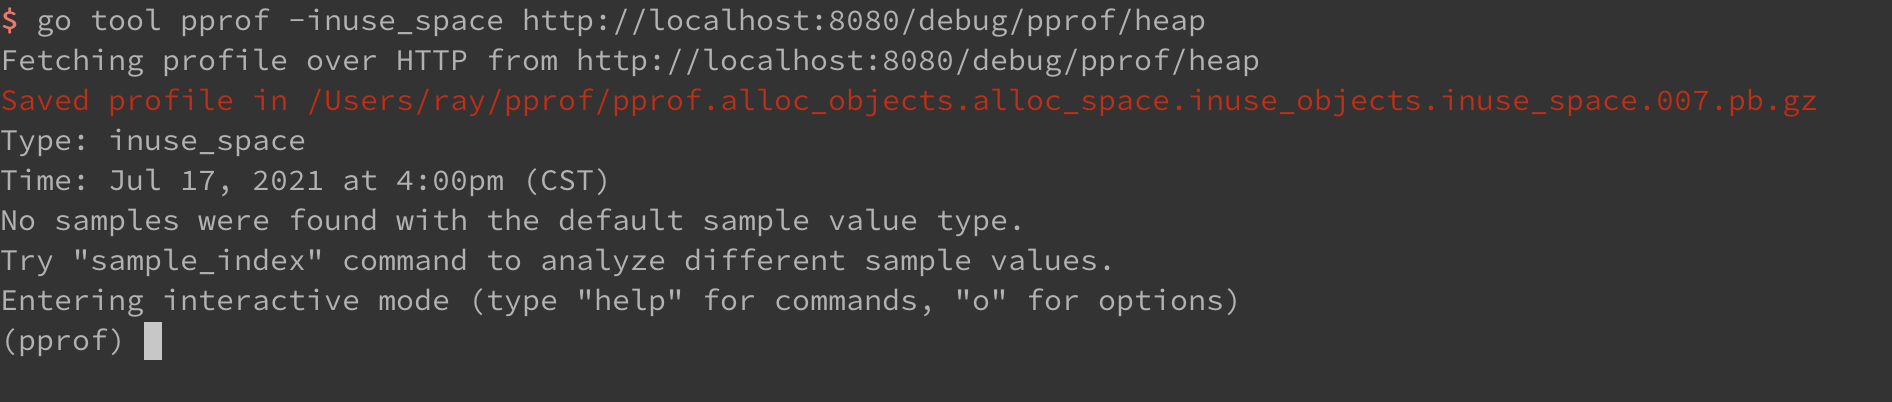 $ go tool pprof -inuse_space http://localhost:8080/debug/pprof/heap
Fetching profile over HTTP from http://localhost:8080/debug/pprof/heap
Saved profile in /Users/ray/pprof/pprof.alloc_objects.alloc_space.inuse_objects.inuse_space.007.pb.gz
Type: inuse_space
Time: Jul 17, 2021 at 4:00pm (CST)
No samples were found with the default sample value type.
Try "sample_index" command to analyze different sample values.
Entering interactive mode (type "help" for commands, "o" for options)
(pprof)